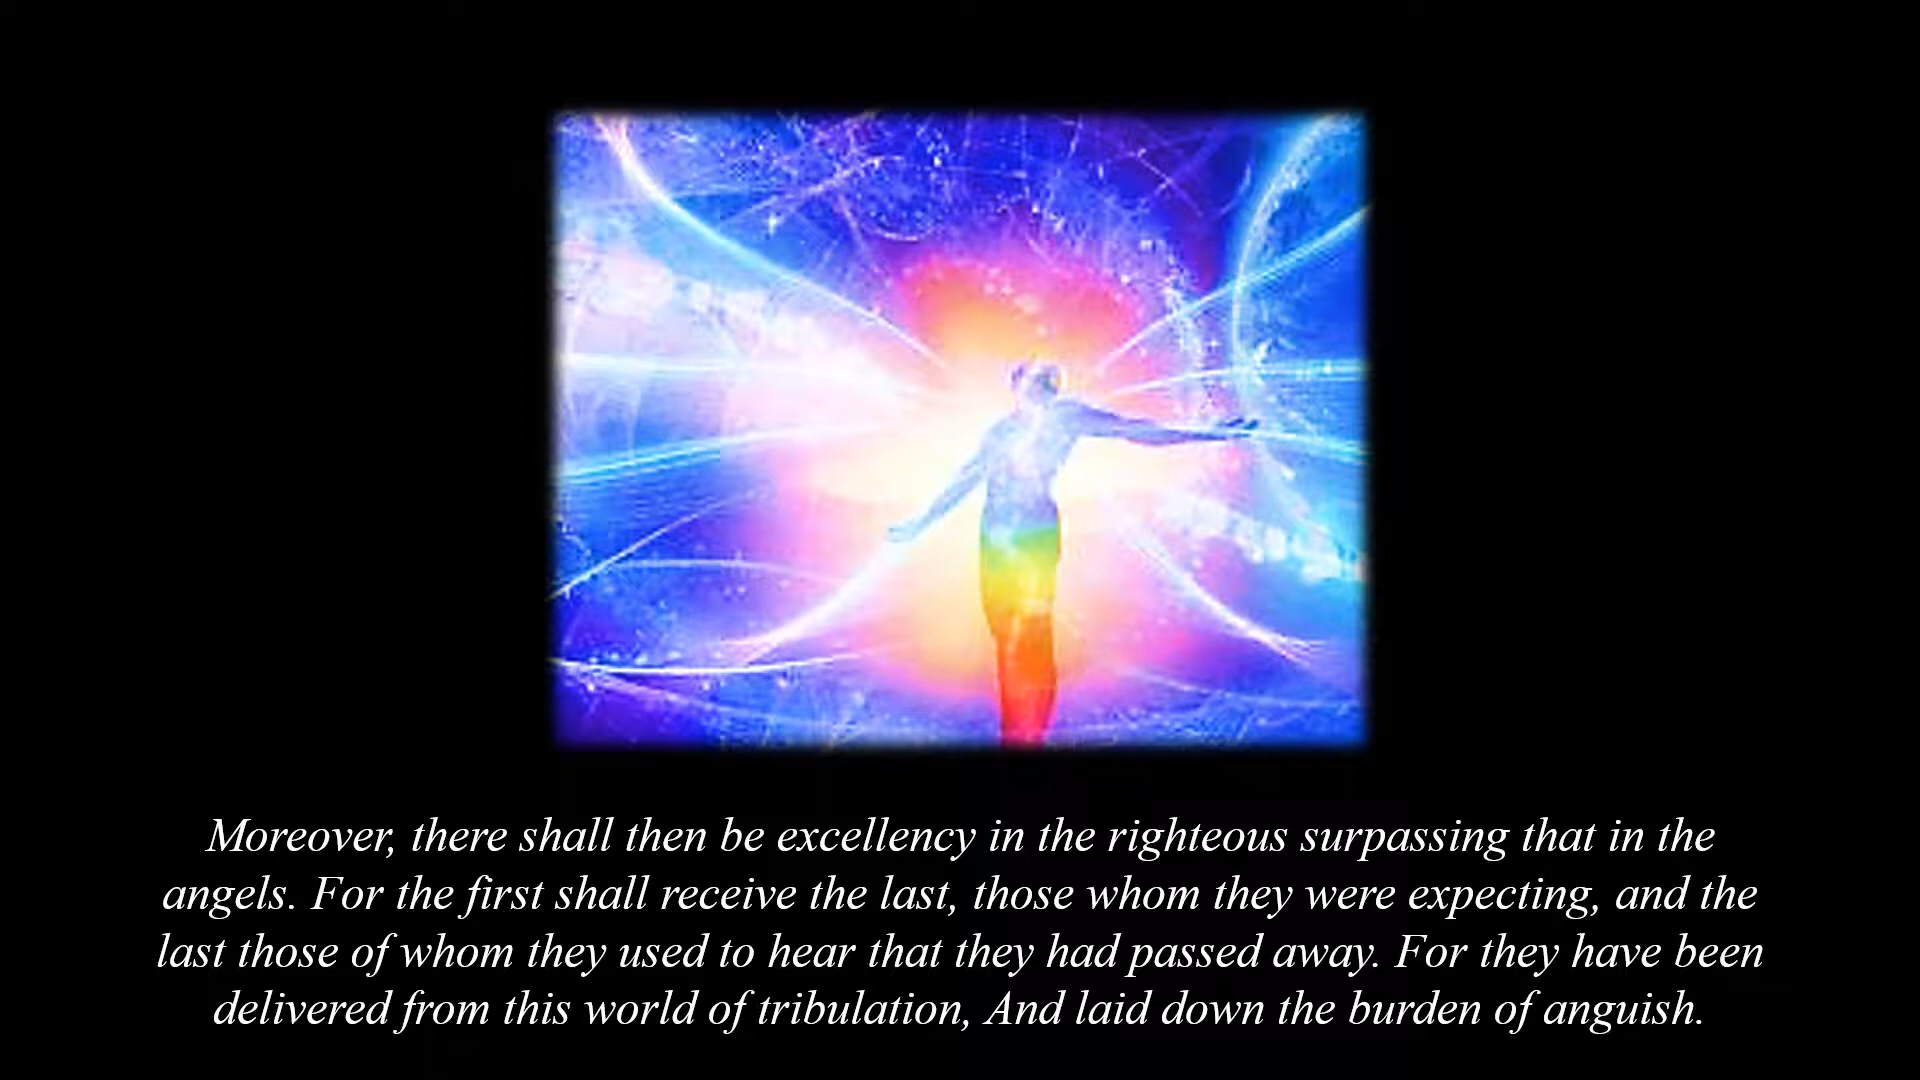 Moreover, there shall then be excellency in the righteous surpassing that in the
angels. For the first shall receive the last, those whom they were expecting, and the
last those of whom they used to hear that they had passed away. For they have been
delivered from this world of tribulation, And laid down the burden of anguish.